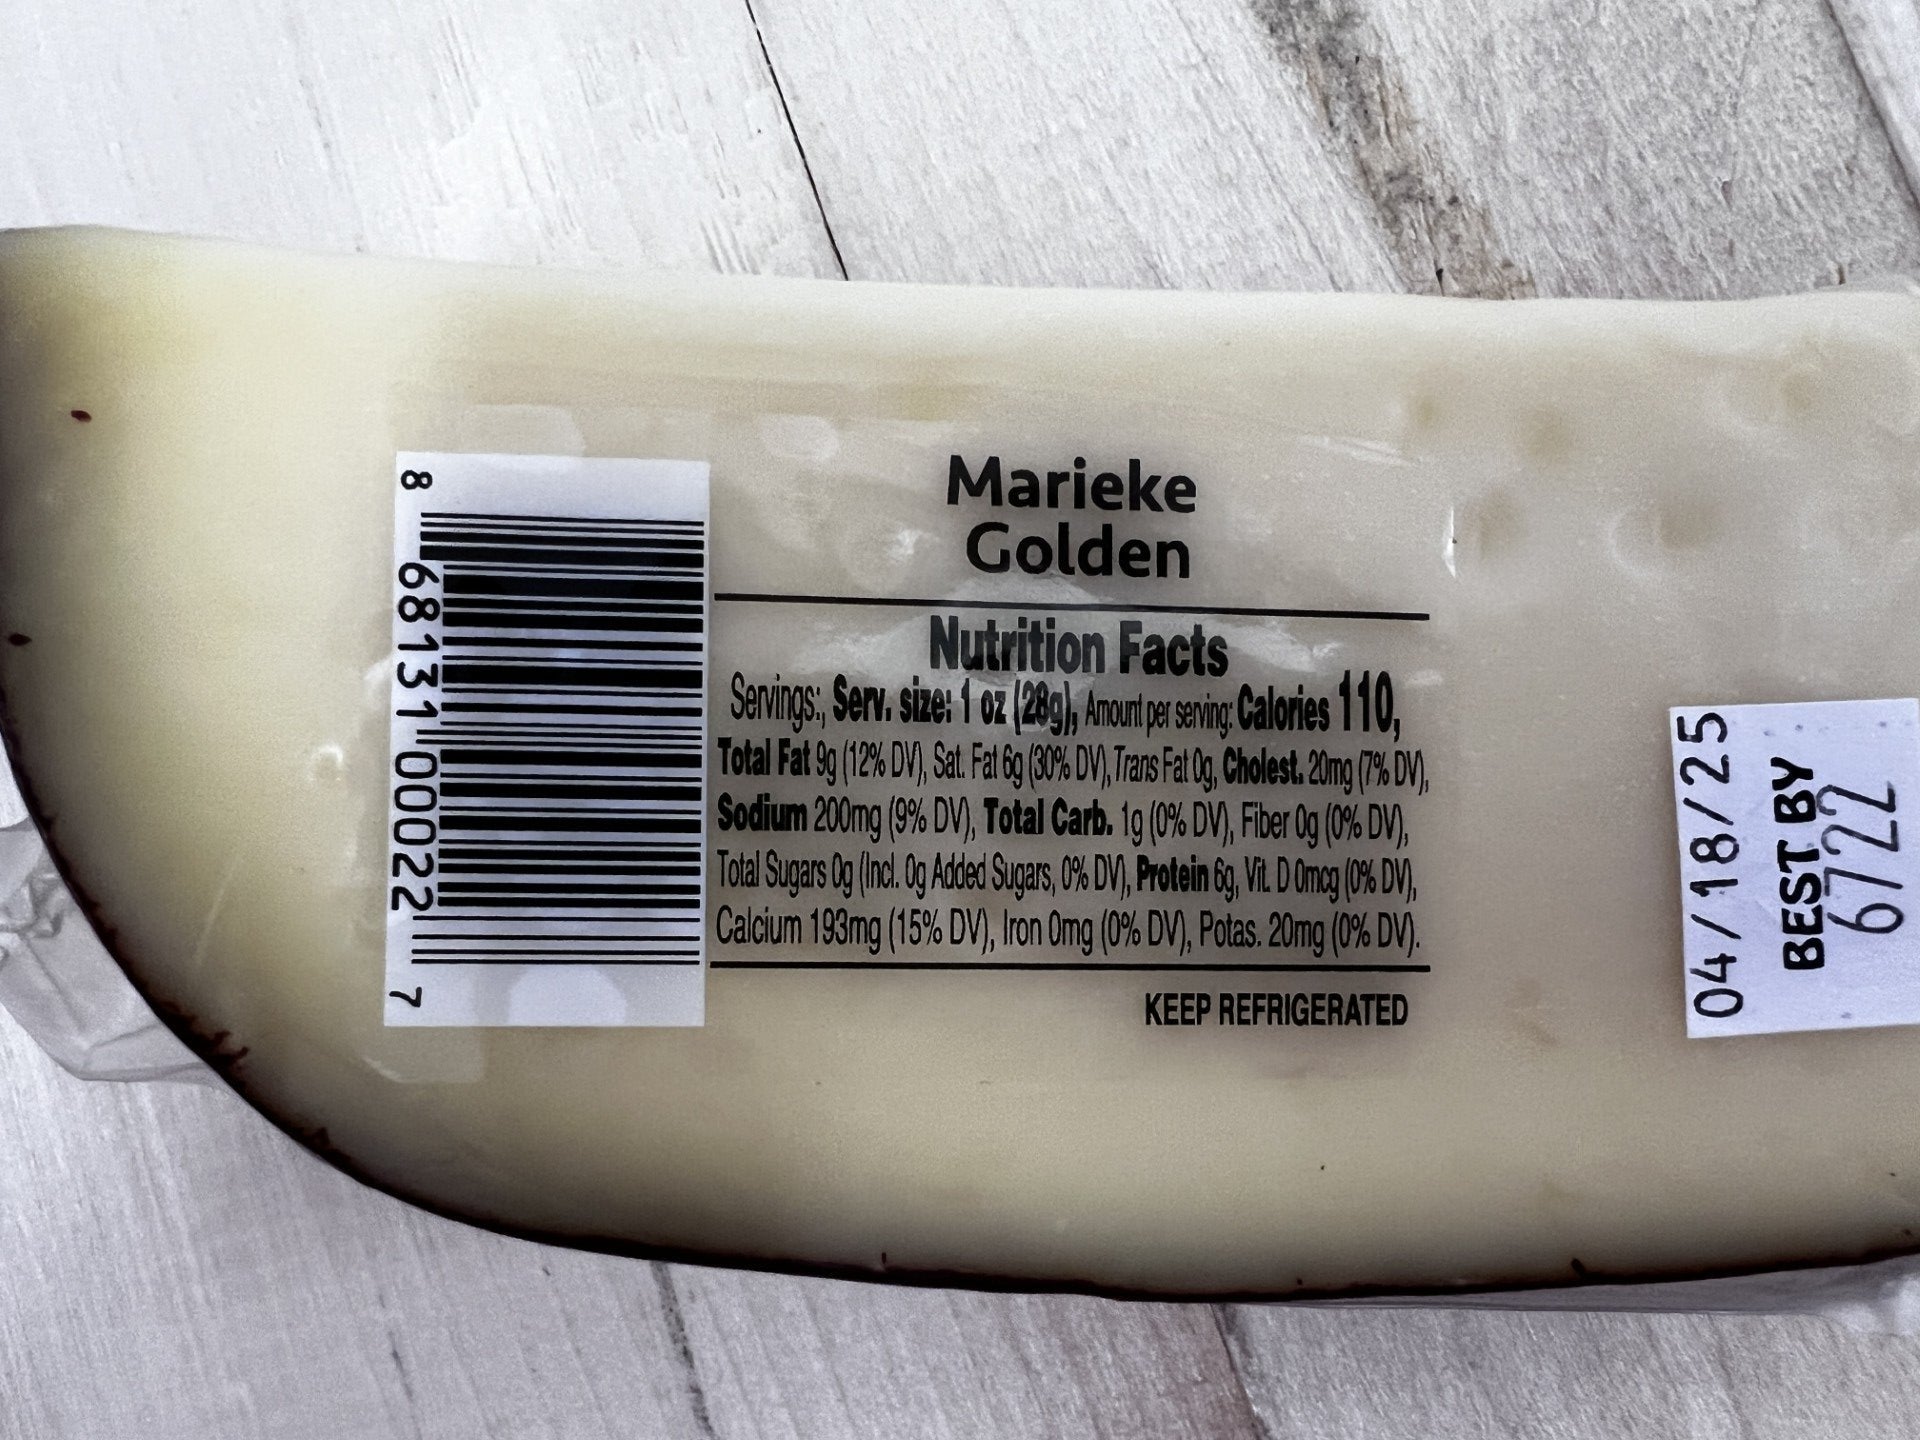 Marieke
Golden
Nutrition Facts
Servings:, Serv. size: 1 oz (28g), Amount per serving: Calories 110,
Total Fat 9g (12% DV), Sat. Fat 6g (30% DV), Trans Fat 0g, Cholest. 20mg (7% DV),
Sodium 200mg (9% DV), Total Carb. 1g (0% DV), Fiber 0g (0% DV),
Total Sugars 0g (Incl. 0g Added Sugars, 0% DV), Protein 6g, Vit. D 0mcg (0% DV),
Calcium 193mg (15% DV), Iron 0mg (0% DV), Potas. 20mg (0% DV).
KEEP REFRIGERATED
8 68131 00022 7
04/18/25
BEST BY
6722